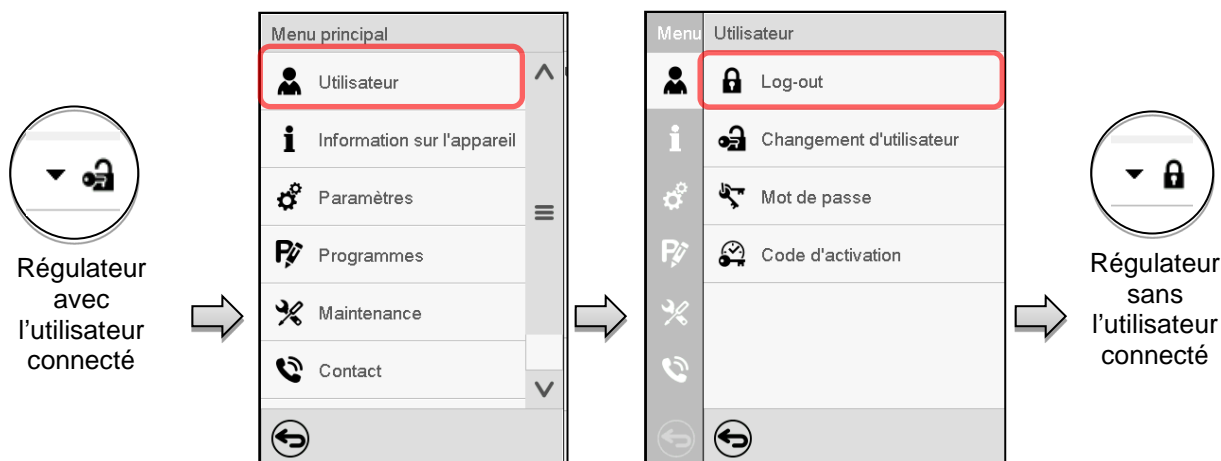 Régulateur
avec
l’utilisateur
connecté
Menu principal
Utilisateur
Information sur l'appareil
Paramètres
Programmes
Maintenance
Contact
Menu
Utilisateur
Log-out
Changement d'utilisateur
Mot de passe
Code d'activation
Régulateur
sans
l’utilisateur
connecté